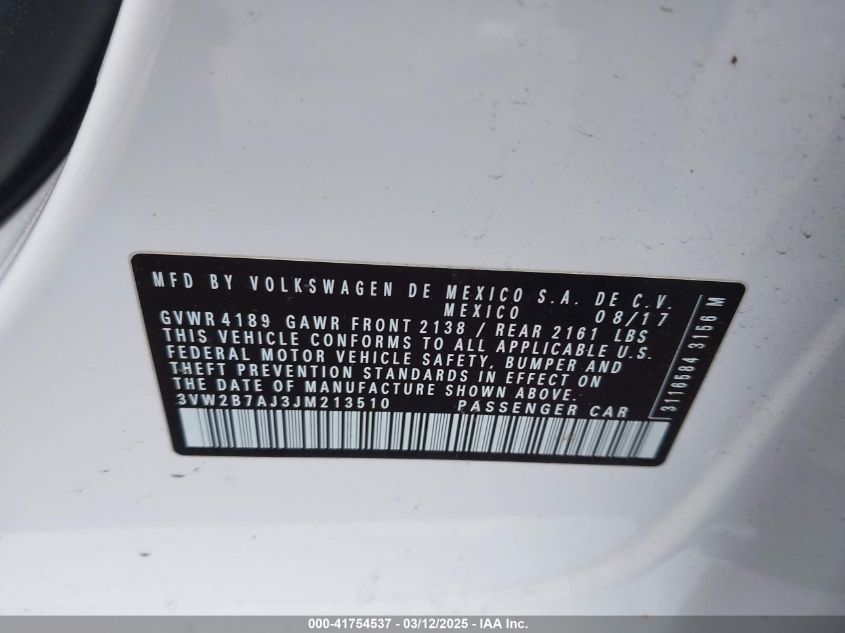 MFD BY VOLKSWAGEN DE MEXICO S.A. DE C.V.
MEXICO 08/17
GVWR 4189 GAWR FRONT 2138 / REAR 2161 LBS
THIS VEHICLE CONFORMS TO ALL APPLICABLE U.S.
FEDERAL MOTOR VEHICLE SAFETY, BUMPER AND
THEFT PREVENTION STANDARDS IN EFFECT ON
THE DATE OF MANUFACTURE SHOWN ABOVE.
3VW2B7AJ3JM213510 PASSENGER CAR
3116584 3156 M
000-41754537 - 03/12/2025 - IAA Inc.